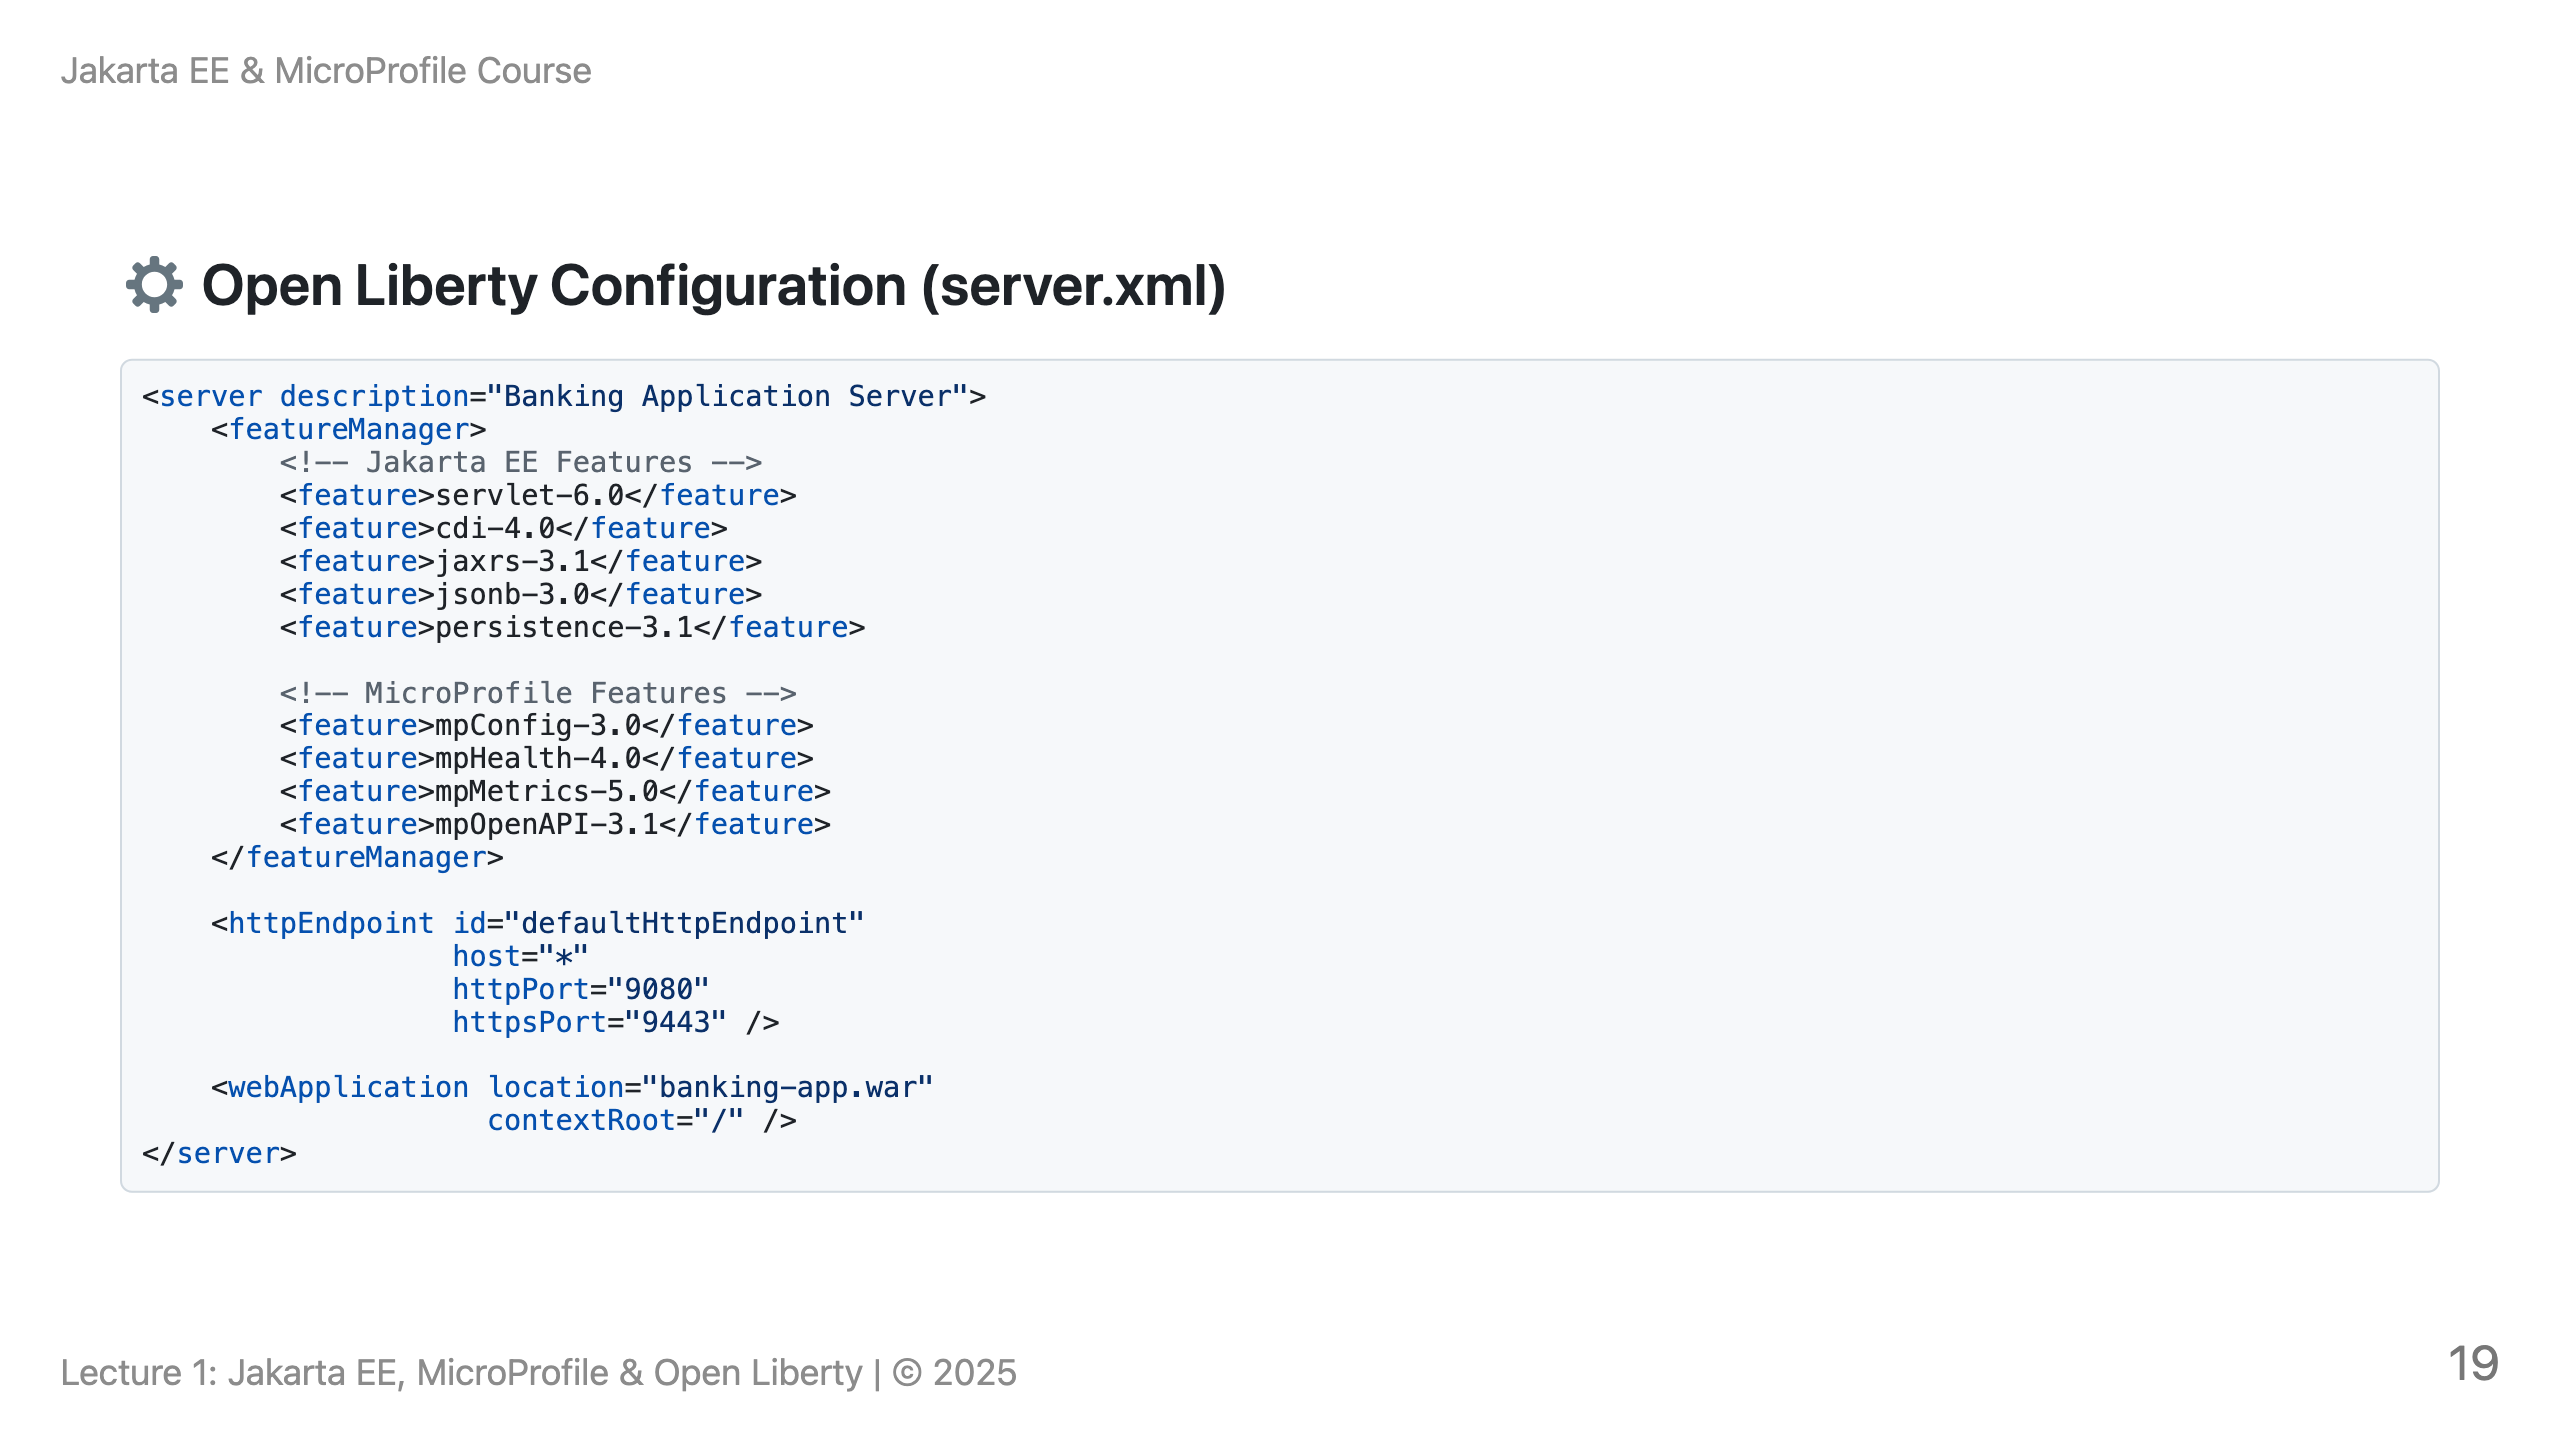 Jakarta EE & MicroProfile Course
Open Liberty Configuration (server.xml)
<server description="Banking Application Server">
    <featureManager>
        <!-- Jakarta EE Features -->
        <feature>servlet-6.0</feature>
        <feature>cdi-4.0</feature>
        <feature>jaxrs-3.1</feature>
        <feature>jsonb-3.0</feature>
        <feature>persistence-3.1</feature>

        <!-- MicroProfile Features -->
        <feature>mpConfig-3.0</feature>
        <feature>mpHealth-4.0</feature>
        <feature>mpMetrics-5.0</feature>
        <feature>mpOpenAPI-3.1</feature>
    </featureManager>

    <httpEndpoint id="defaultHttpEndpoint"
                  host="*"
                  httpPort="9080"
                  httpsPort="9443" />

    <webApplication location="banking-app.war"
                    contextRoot="/" />
</server>
Lecture 1: Jakarta EE, MicroProfile & Open Liberty | © 2025
19